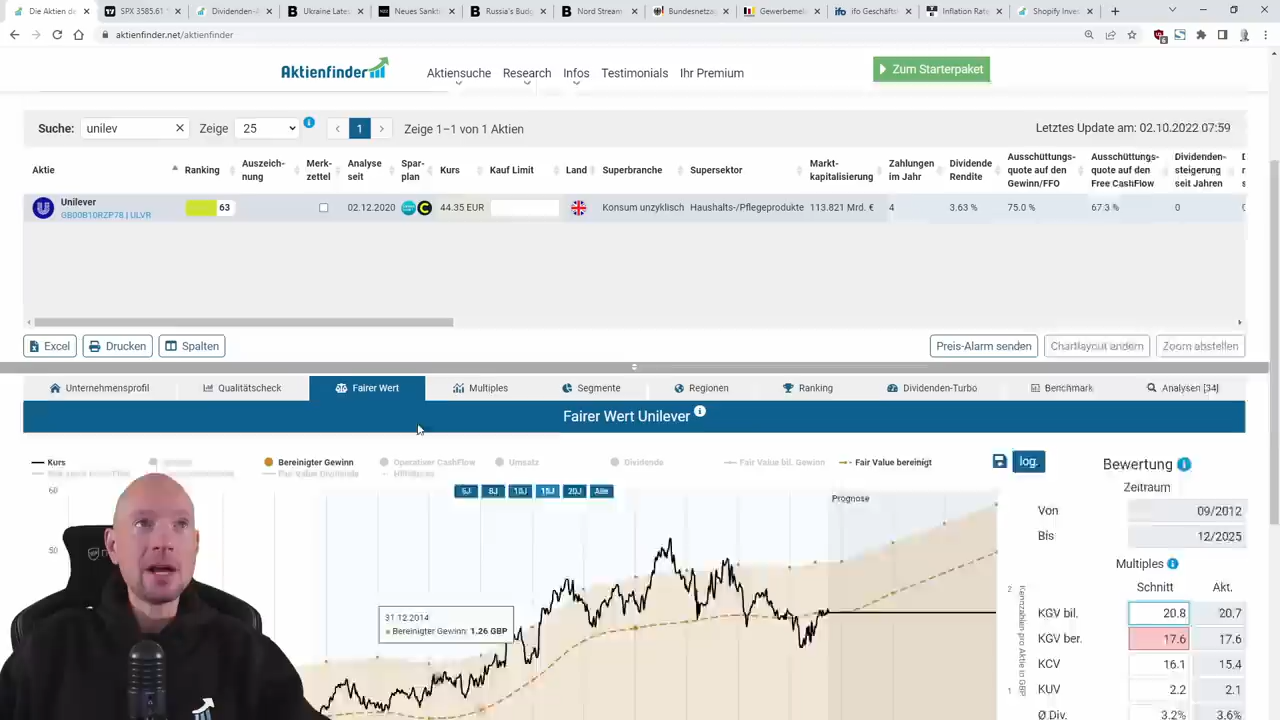 Die Aktien de
SPX 3585.61
Dividenden-A
Ukraine Lates
Neues Sankti
Russia's Budg
Nord Stream
Bundesnetza
Gewerbemel
ifo Geschäfts
Inflation Rate
Shopify Inves
aktienfinder.net/aktienfinder
Aktienfinder
Aktiensuche
Research
Infos
Testimonials
Ihr Premium
Zum Starterpaket
Suche: unilev
Zeige 25
1
Zeige 1–1 von 1 Aktien
Letztes Update am: 02.10.2022 07:59
Aktie
Ranking
Auszeich-
nung
Merk-
zettel
Analyse
seit
Spar-
plan
Kurs
Kauf Limit
Land
Superbranche
Supersektor
Markt-
kapitalisierung
Zahlungen
im Jahr
Dividende
Rendite
Ausschüttungs-
quote auf den
Gewinn/FFO
Ausschüttungs-
quote auf den
Free CashFlow
Dividenden-
steigerung
seit Jahren
Unilever
GB00B10RZP78 | ULVR
63
02.12.2020
44.35 EUR
Konsum unzyklisch
Haushalts-/Pflegeprodukte
113.821 Mrd. €
4
3.63 %
75.0 %
67.3 %
0
Excel
Drucken
Spalten
Preis-Alarm senden
Chartlayout ändern
Zoom abstellen
Unternehmensprofil
Qualitätscheck
Fairer Wert
Multiples
Segmente
Regionen
Ranking
Dividenden-Turbo
Benchmark
Analysen [34]
Fairer Wert Unilever
Kurs
Bereinigter Gewinn
Operativer CashFlow
Umsatz
Dividende
Fair Value bil. Gewinn
Fair Value bereinigt
Fair Value Dividende
log.
5J
8J
10J
15J
20J
Alle
60
50
Prognose
31.12.2014
Bereinigter Gewinn: 1.26 GBP
2
1
Bewertung
Zeitraum
Von 09/2012
Bis 12/2025
Multiples
Schnitt Akt.
KGV bil. 20.8 20.7
KGV ber. 17.6 17.6
KCV 16.1 15.4
KUV 2.2 2.1
Ø Div. 3.2% 3.6%